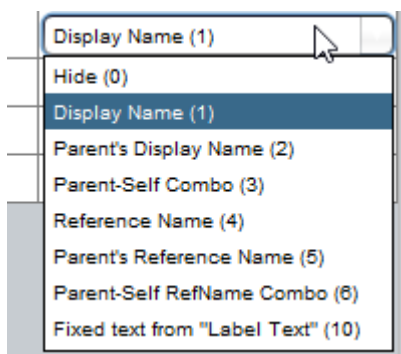 Display Name (1)
Hide (0)
Display Name (1)
Parent's Display Name (2)
Parent-Self Combo (3)
Reference Name (4)
Parent's Reference Name (5)
Parent-Self RefName Combo (6)
Fixed text from "Label Text" (10)